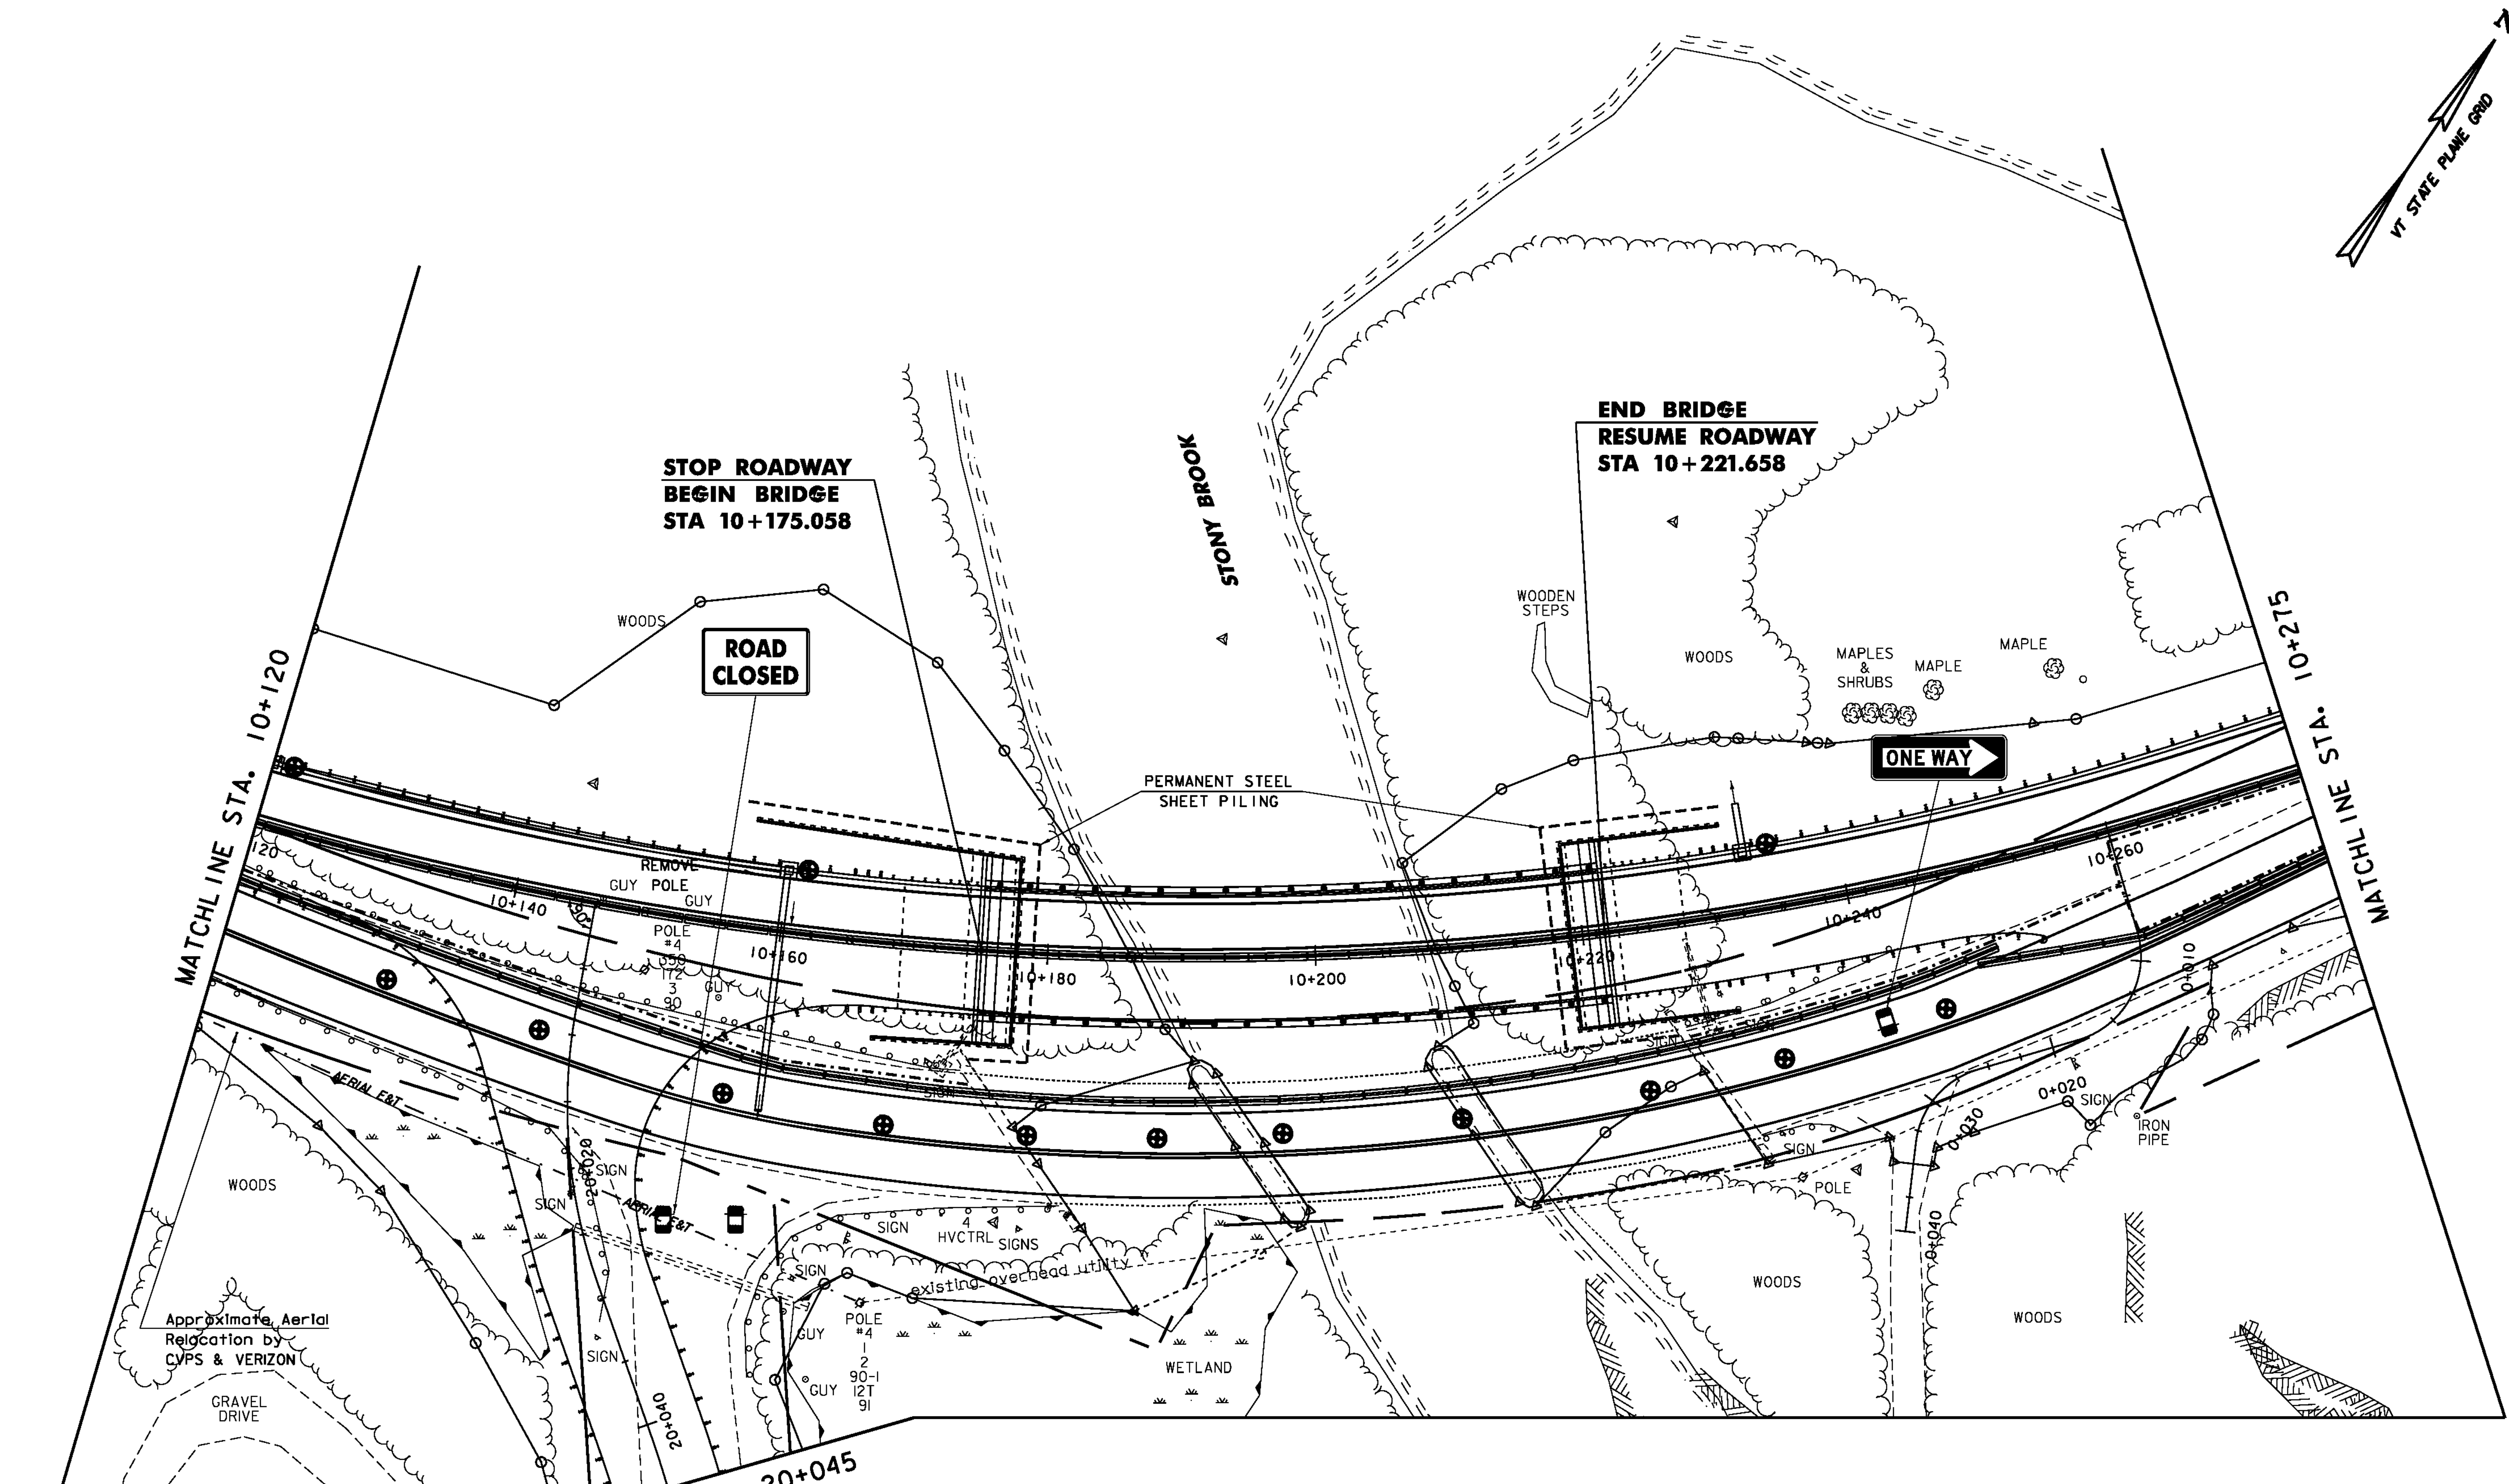 N
VT STATE PLANE GRID
END BRIDGE
RESUME ROADWAY
STA 10+221.658
STOP ROADWAY
BEGIN BRIDGE
STA 10+175.058
STONY BROOK
WOODS
ROAD
CLOSED
WOODEN
STEPS
WOODS
MAPLES
&
SHRUBS
MAPLE
MAPLE
ONE WAY
MATCHLINE STA. 10+120
MATCHLINE STA. 10+275
PERMANENT STEEL
SHEET PILING
120
REMOVE
GUY POLE
GUY
10+140
90°
POLE
#4
350
172
3
90
GUY
10+160
10+180
10+200
10+220
10+240
10+260
SIGN
SIGN
SIGN
0+010
0+020
SIGN
0+030
0+040
IRON
PIPE
SIGN
POLE
AERIAL E&T
AERIAL E&T
20+020
SIGN
SIGN
WOODS
SIGN
4
HVCTRL
SIGNS
existing overhead utility
SIGN
GUY
POLE
#4
1
2
90-1
12T
91
GUY
SIGN
WETLAND
WOODS
WOODS
Approximate Aerial
Relocation by
CVPS & VERIZON
GRAVEL
DRIVE
20+040
20+045